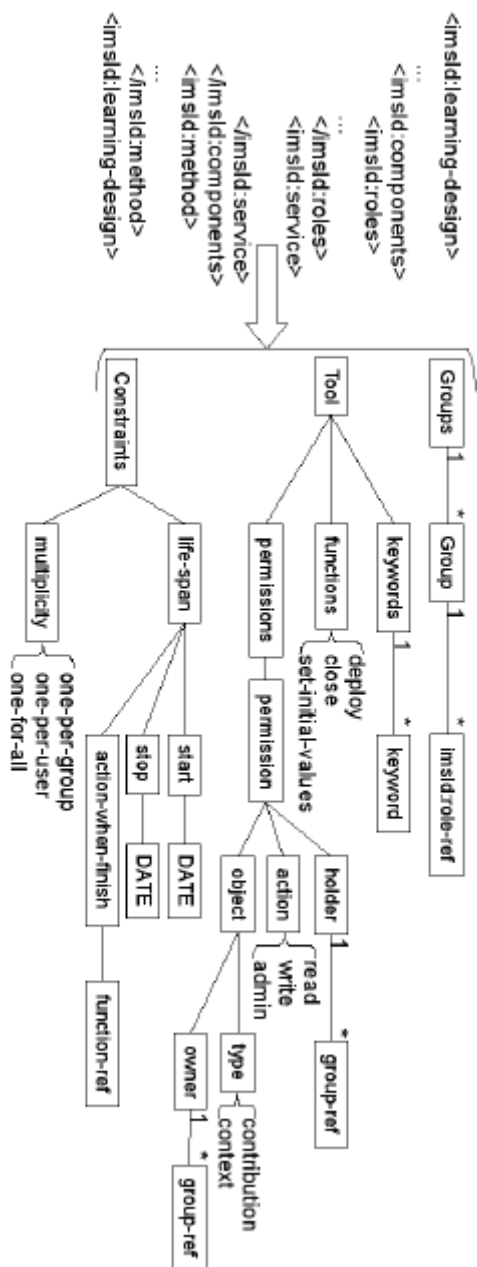 <imsld:learning-design>
...
<imsld:components>
<imsld:roles>
...
</imsld:roles>
<imsld:service>
</imsld:service>
</imsld:components>
<imsld:method>
...
</imsld:method>
<imsld:learning-design>
Groups
1
*
Group
1
*
imsld:role-ref
Tool
keywords
1
*
keyword
functions
deploy
close
set-initial-values
permissions
permission
holder
1
*
group-ref
action
read
write
admin
object
type
contribution
context
owner
1
*
group-ref
Constraints
life-span
start
DATE
stop
DATE
action-when-finish
function-ref
multiplicity
one-per-group
one-per-user
one-for-all